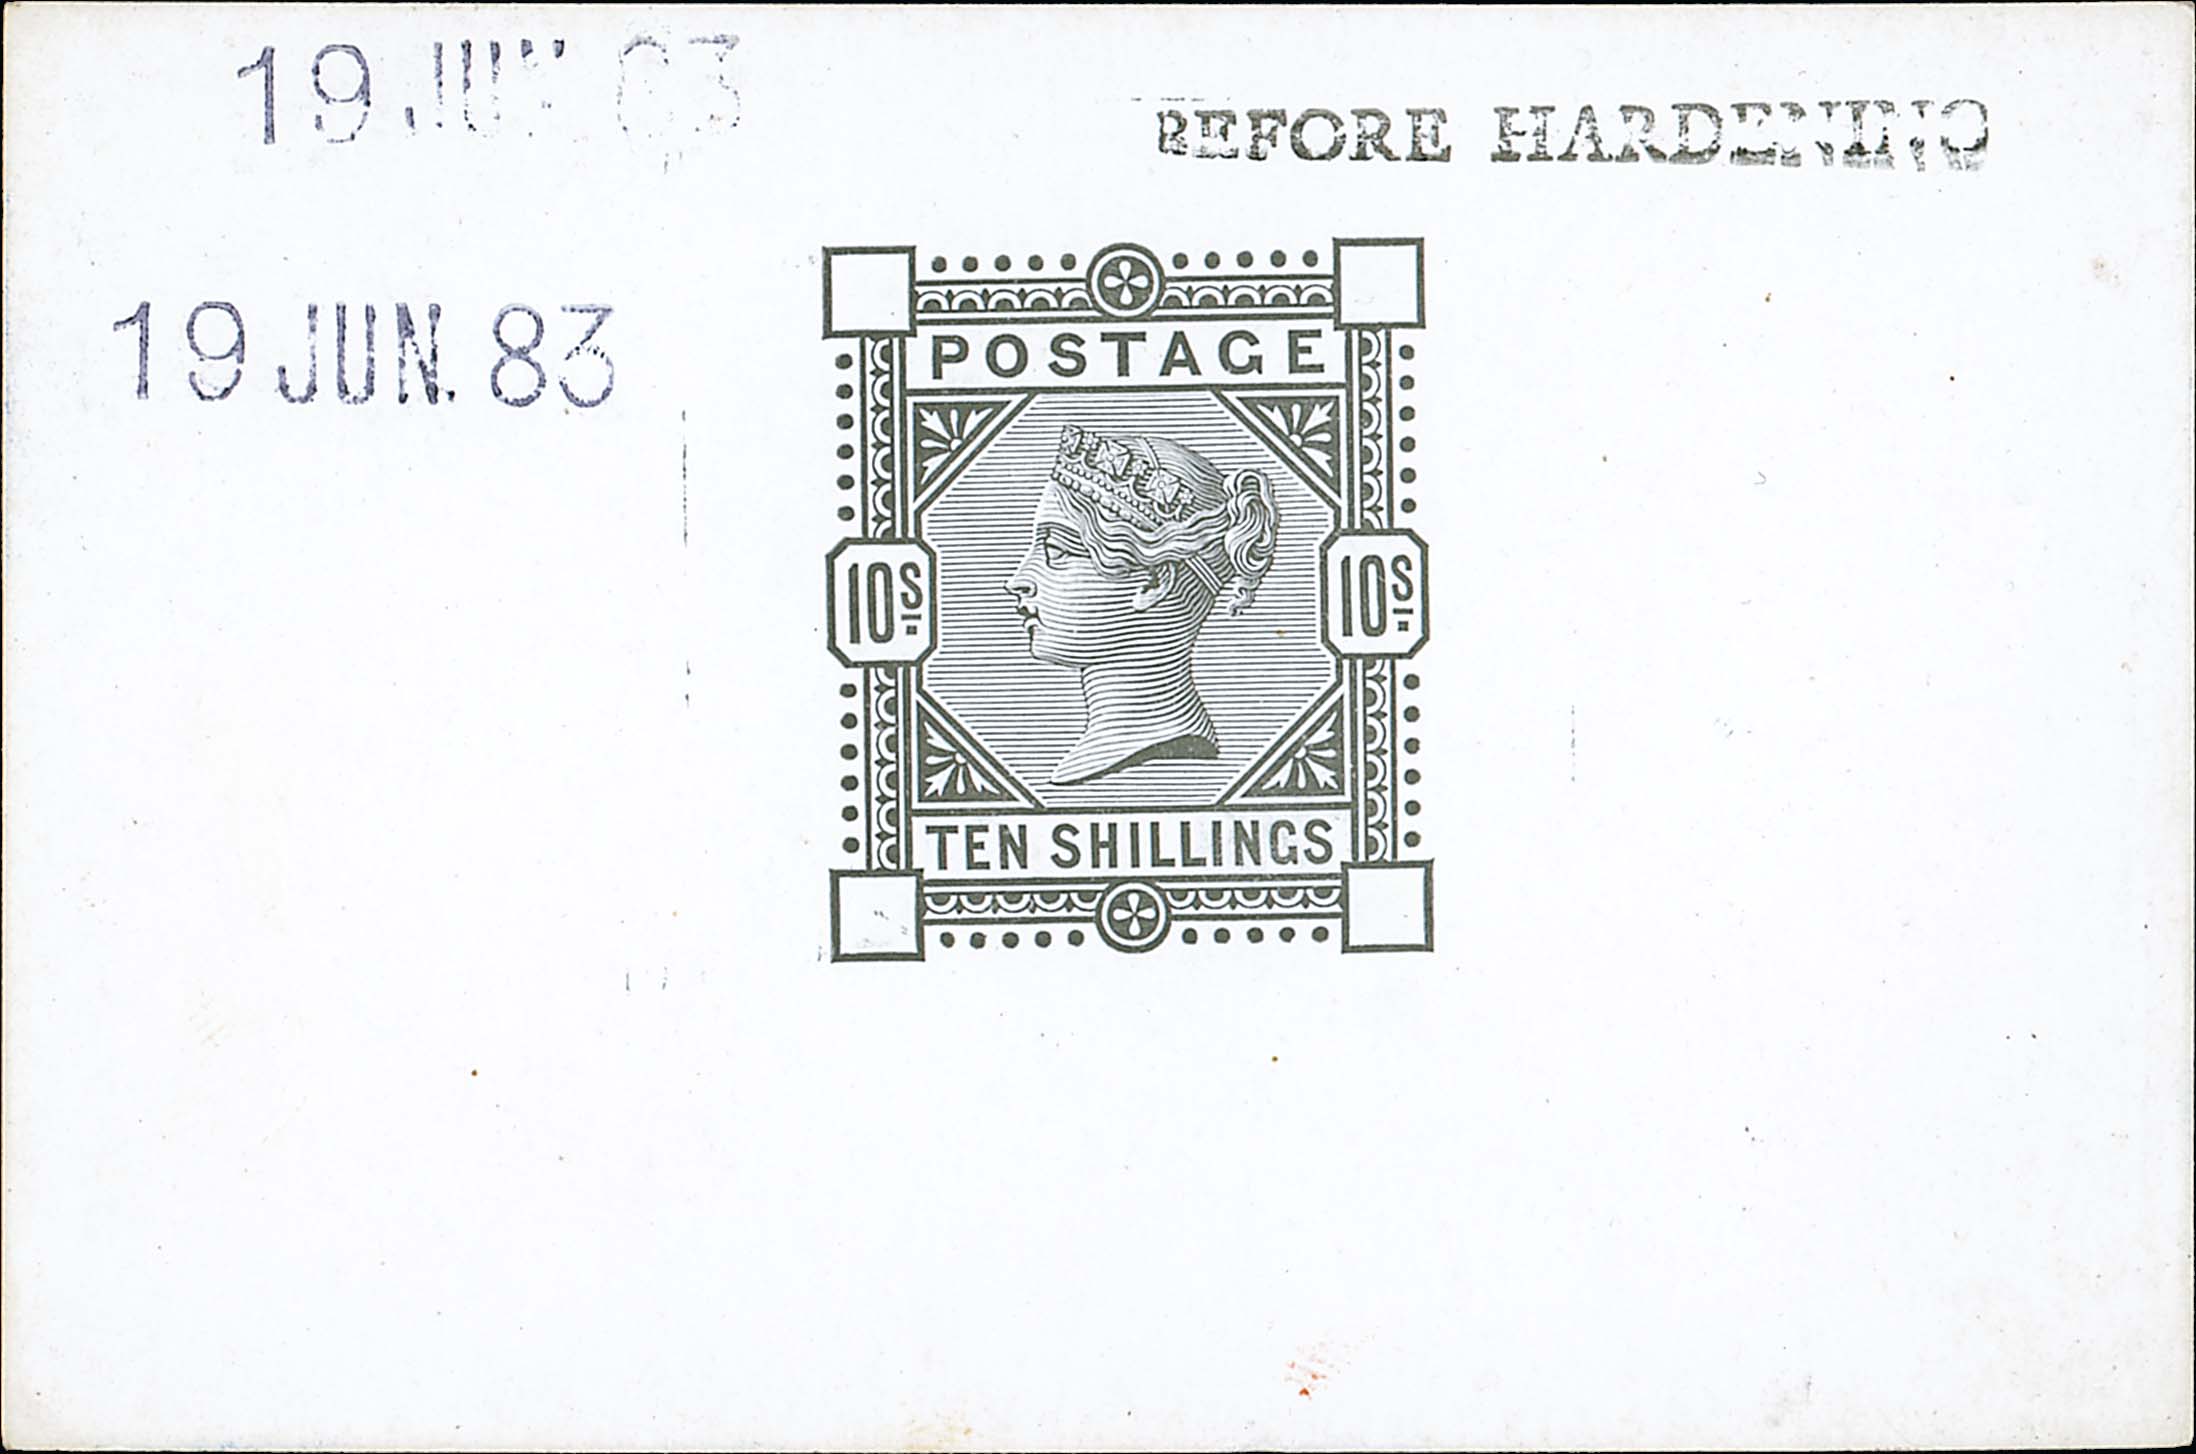 19 JUN 83
BEFORE HARDENING
19 JUN. 83
POSTAGE
10S. 10S.
TEN SHILLINGS